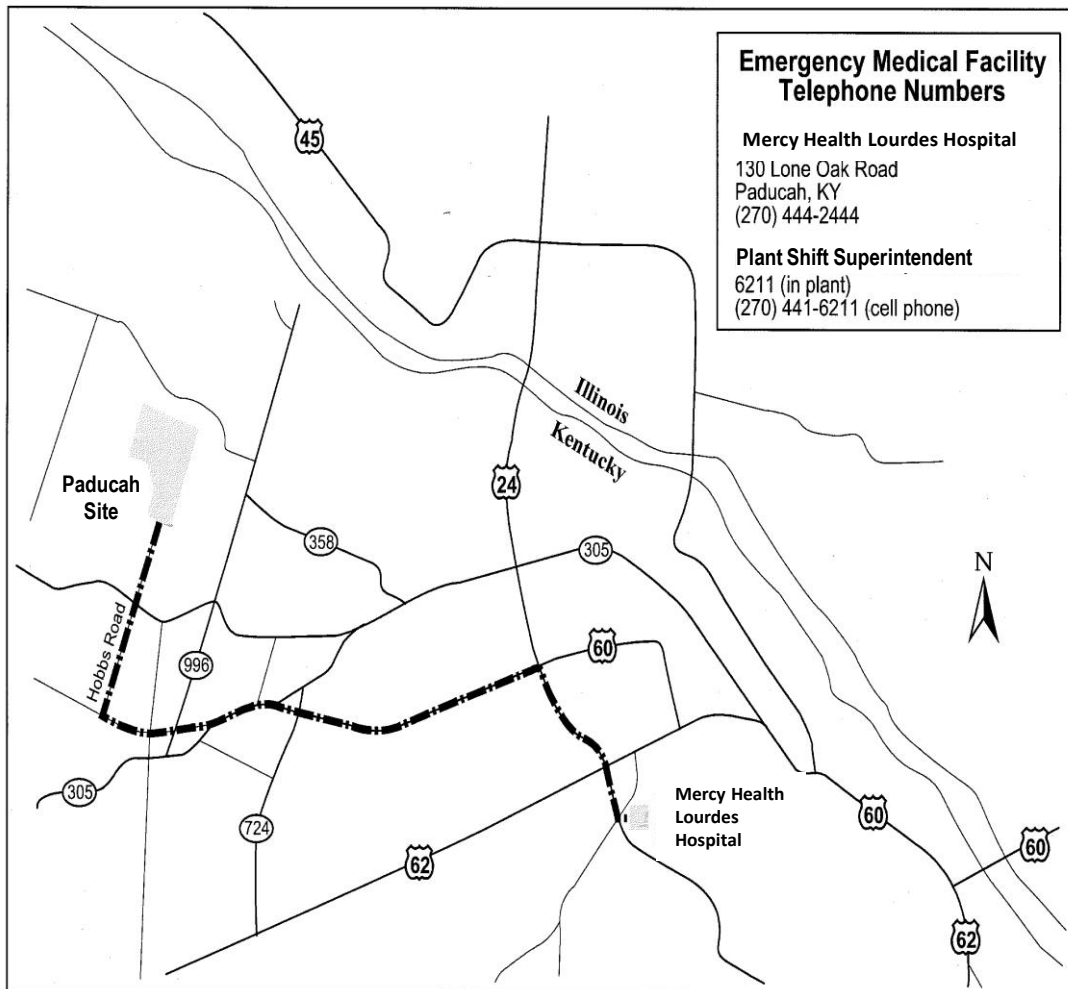 Emergency Medical Facility
Telephone Numbers
Mercy Health Lourdes Hospital
130 Lone Oak Road
Paducah, KY
(270) 444-2444
Plant Shift Superintendent
6211 (in plant)
(270) 441-6211 (cell phone)
45
Illinois
Kentucky
Paducah
Site
24
358
305
N
Hobbs Road
996
60
305
724
62
Mercy Health
Lourdes
Hospital
60
60
62